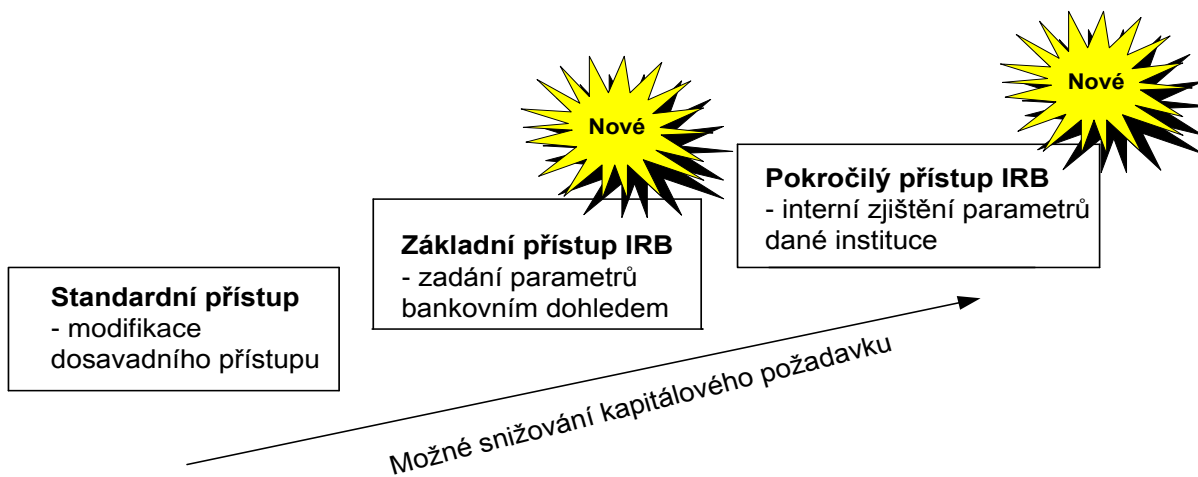 Nové
Nové
Pokročilý přístup IRB
- interní zjištění parametrů
dané instituce
Základní přístup IRB
- zadání parametrů
bankovním dohledem
Standardní přístup
- modifikace
dosavadního přístupu
Možné snižování kapitálového požadavku